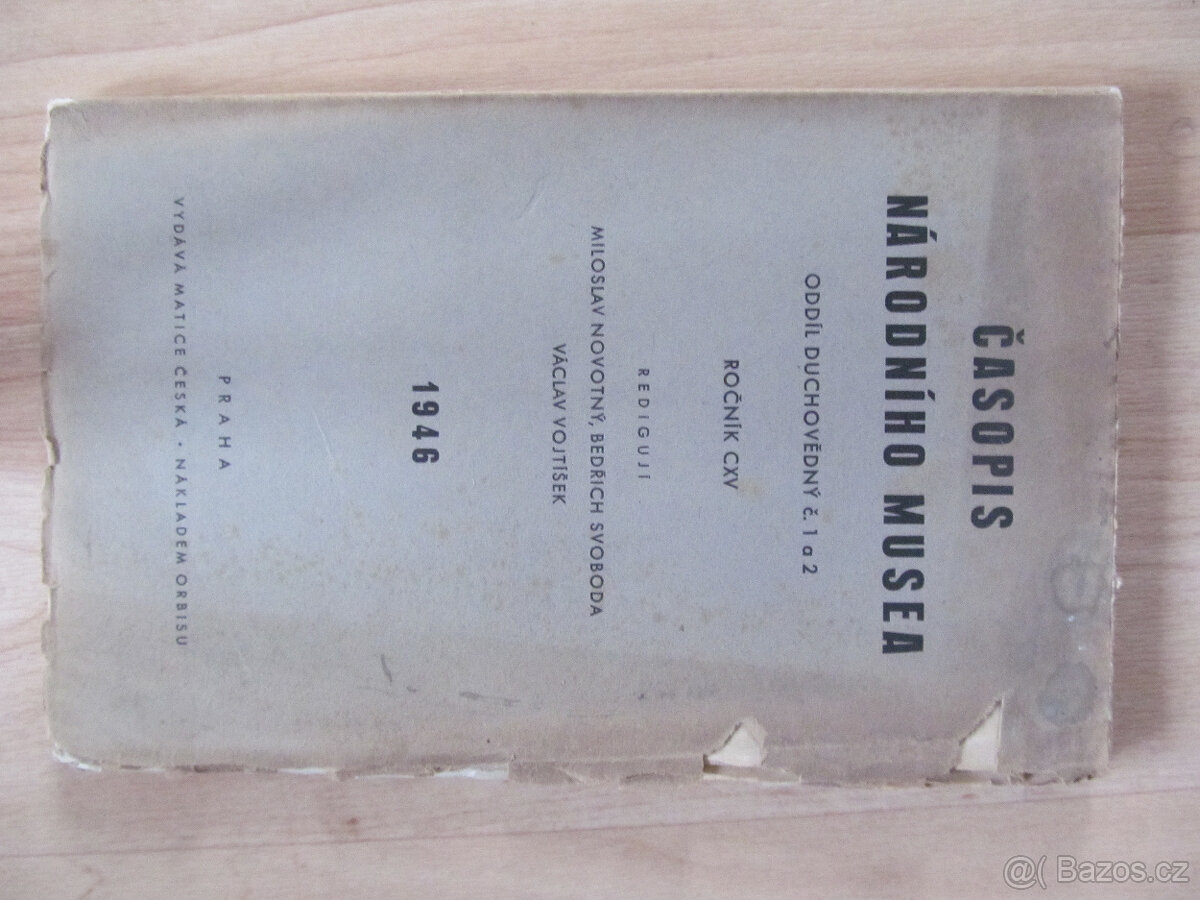 ČASOPIS
NÁRODNÍHO MUSEA
ODDÍL DUCHOVĚDNÝ č. 1 a 2
ROČNÍK CXV
REDIGUJÍ
MILOSLAV NOVOTNÝ, BEDŘICH SVOBODA
VÁCLAV VOJTÍŠEK
1946
PRAHA
VYDÁVÁ MATICE ČESKÁ • NÁKLADEM ORBISU
@( Bazos.cz